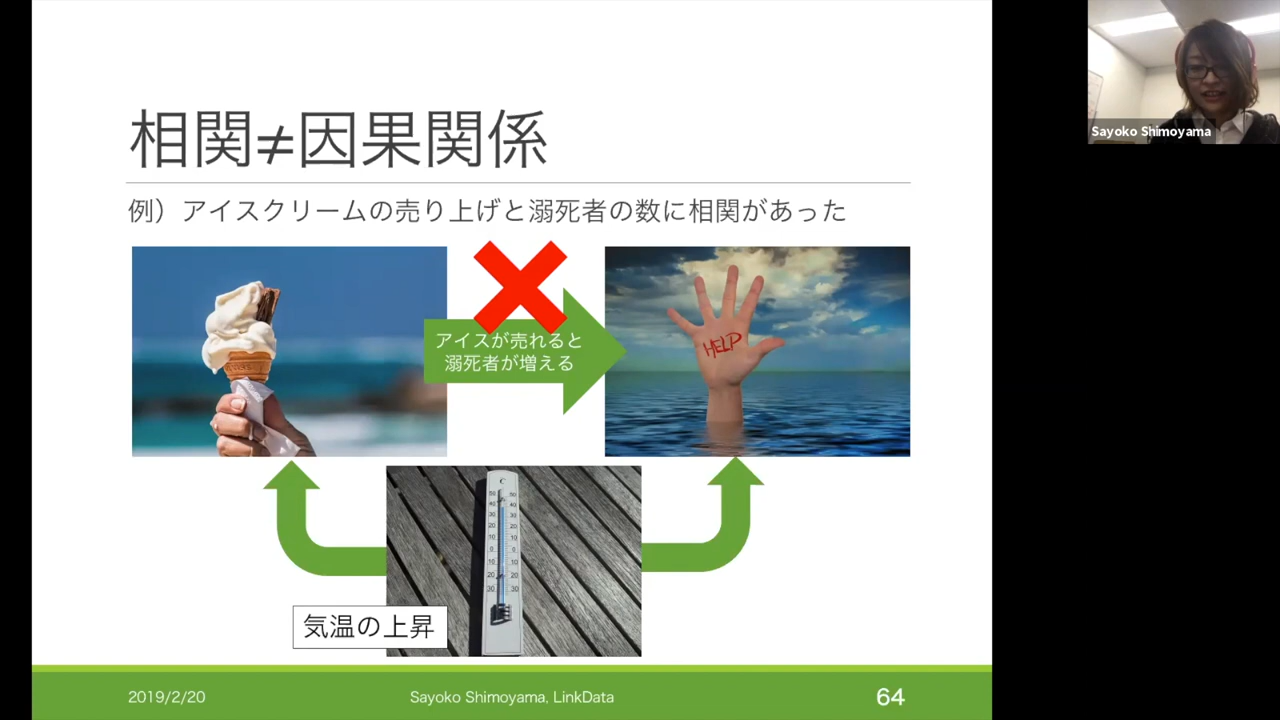 相関≠因果関係
例）アイスクリームの売り上げと溺死者の数に相関があった
アイスが売れると
溺死者が増える
HELP
気温の上昇
2019/2/20
Sayoko Shimoyama, LinkData
64
Sayoko Shimoyama